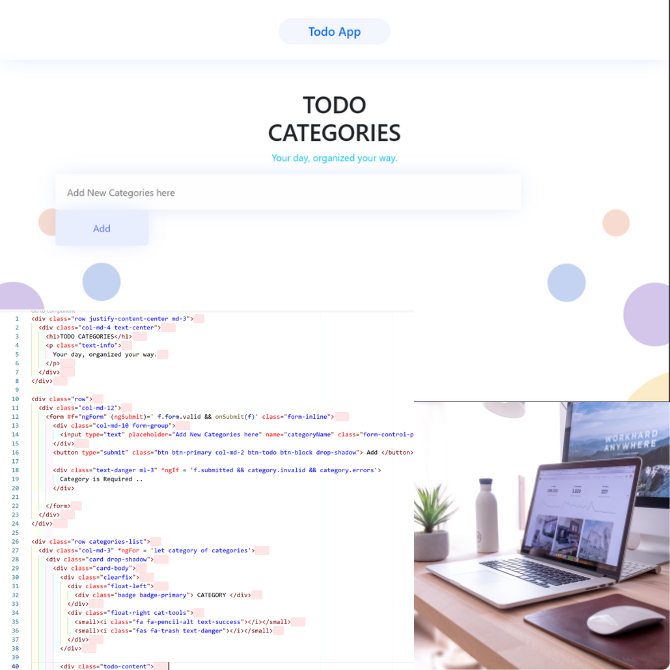 Todo App
TODO
CATEGORIES
Your day, organized your way.
Add New Categories here
Add
Go to component
1 <div class="row justify-content-center md-3">
2 <div class="col-md-4 text-center">
3 <h1>TODO CATEGORIES</h1>
4 <p class="text-info">
5 Your day, organized your way.
6 </p>
7 </div>
8 </div>
9
10 <div class="row">
11 <div class="col-md-12">
12 <form #f="ngForm" (ngSubmit)=' f.form.valid && onSubmit(f)' class="form-inline">
13 <div class="col-md-10 form-group">
14 <input type="text" placeholder="Add New Categories here" name="categoryName" class="form-control-p
15 </div>
16 <button type="submit" class="btn btn-primary col-md-2 btn-todo btn-block drop-shadow"> Add </button>
17
18 <div class="text-danger ml-3" *ngIf = 'f.submitted && category.invalid && category.errors'>
19 Category is Required ..
20 </div>
21
22 </form>
23 </div>
24 </div>
25
26 <div class="row categories-list">
27 <div class="col-md-3" *ngFor = 'let category of categories'>
28 <div class="card drop-shadow">
29 <div class="card-body">
30 <div class="clearfix">
31 <div class="float-left">
32 <div class="badge badge-primary"> CATEGORY </div>
33 </div>
34 <div class="float-right cat-tools">
35 <small><i class="fa fa-pencil-alt text-success"></i></small>
36 <small><i class="fas fa-trash text-danger"></i></small>
37 </div>
38 </div>
39
40 <div class="todo-content">
WORK HARD
ANYWHERE